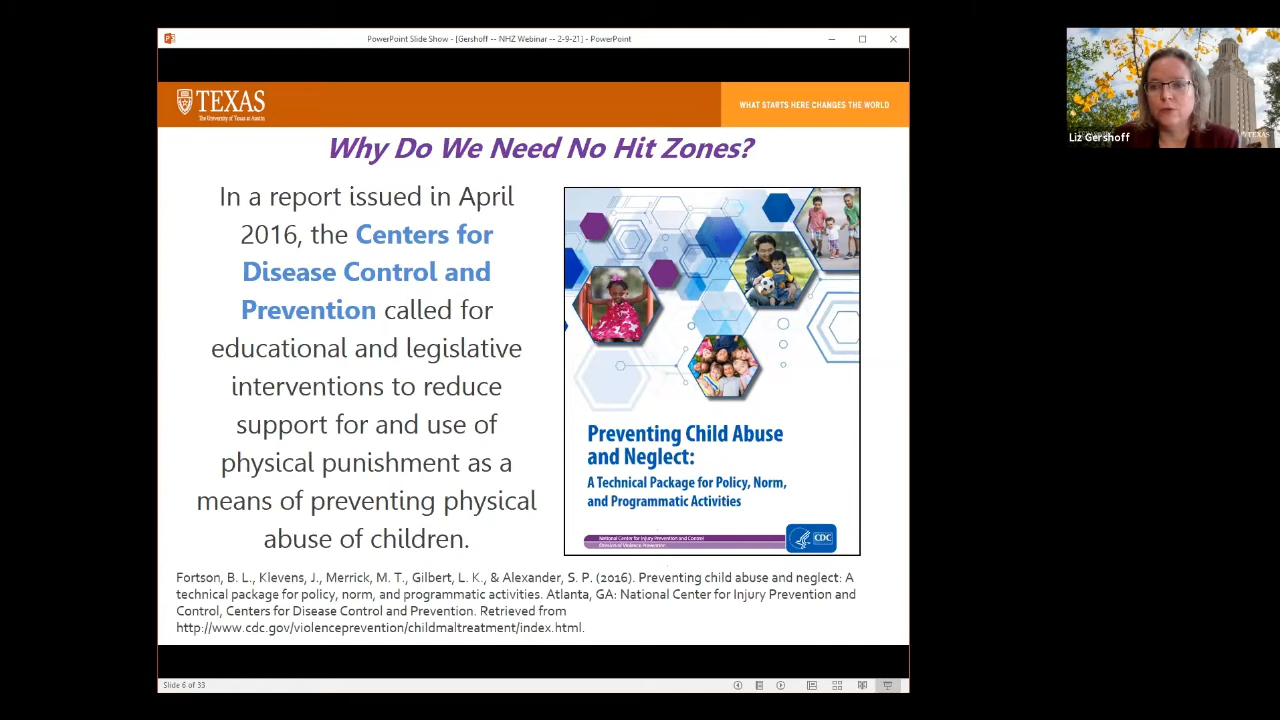 PowerPoint Slide Show - [Gershoff -- NHZ Webinar -- 2-9-21] - PowerPoint
TEXAS
The University of Texas at Austin
WHAT STARTS HERE CHANGES THE WORLD
Liz Gershoff
TEXAS
Why Do We Need No Hit Zones?
In a report issued in April
2016, the Centers for
Disease Control and
Prevention called for
educational and legislative
interventions to reduce
support for and use of
physical punishment as a
means of preventing physical
abuse of children.
Preventing Child Abuse
and Neglect:
A Technical Package for Policy, Norm,
and Programmatic Activities
National Center for Injury Prevention and Control
Division of Violence Prevention
CDC
Fortson, B. L., Klevens, J., Merrick, M. T., Gilbert, L. K., & Alexander, S. P. (2016). Preventing child abuse and neglect: A
technical package for policy, norm, and programmatic activities. Atlanta, GA: National Center for Injury Prevention and
Control, Centers for Disease Control and Prevention. Retrieved from
http://www.cdc.gov/violenceprevention/childmaltreatment/index.html.
Slide 6 of 33